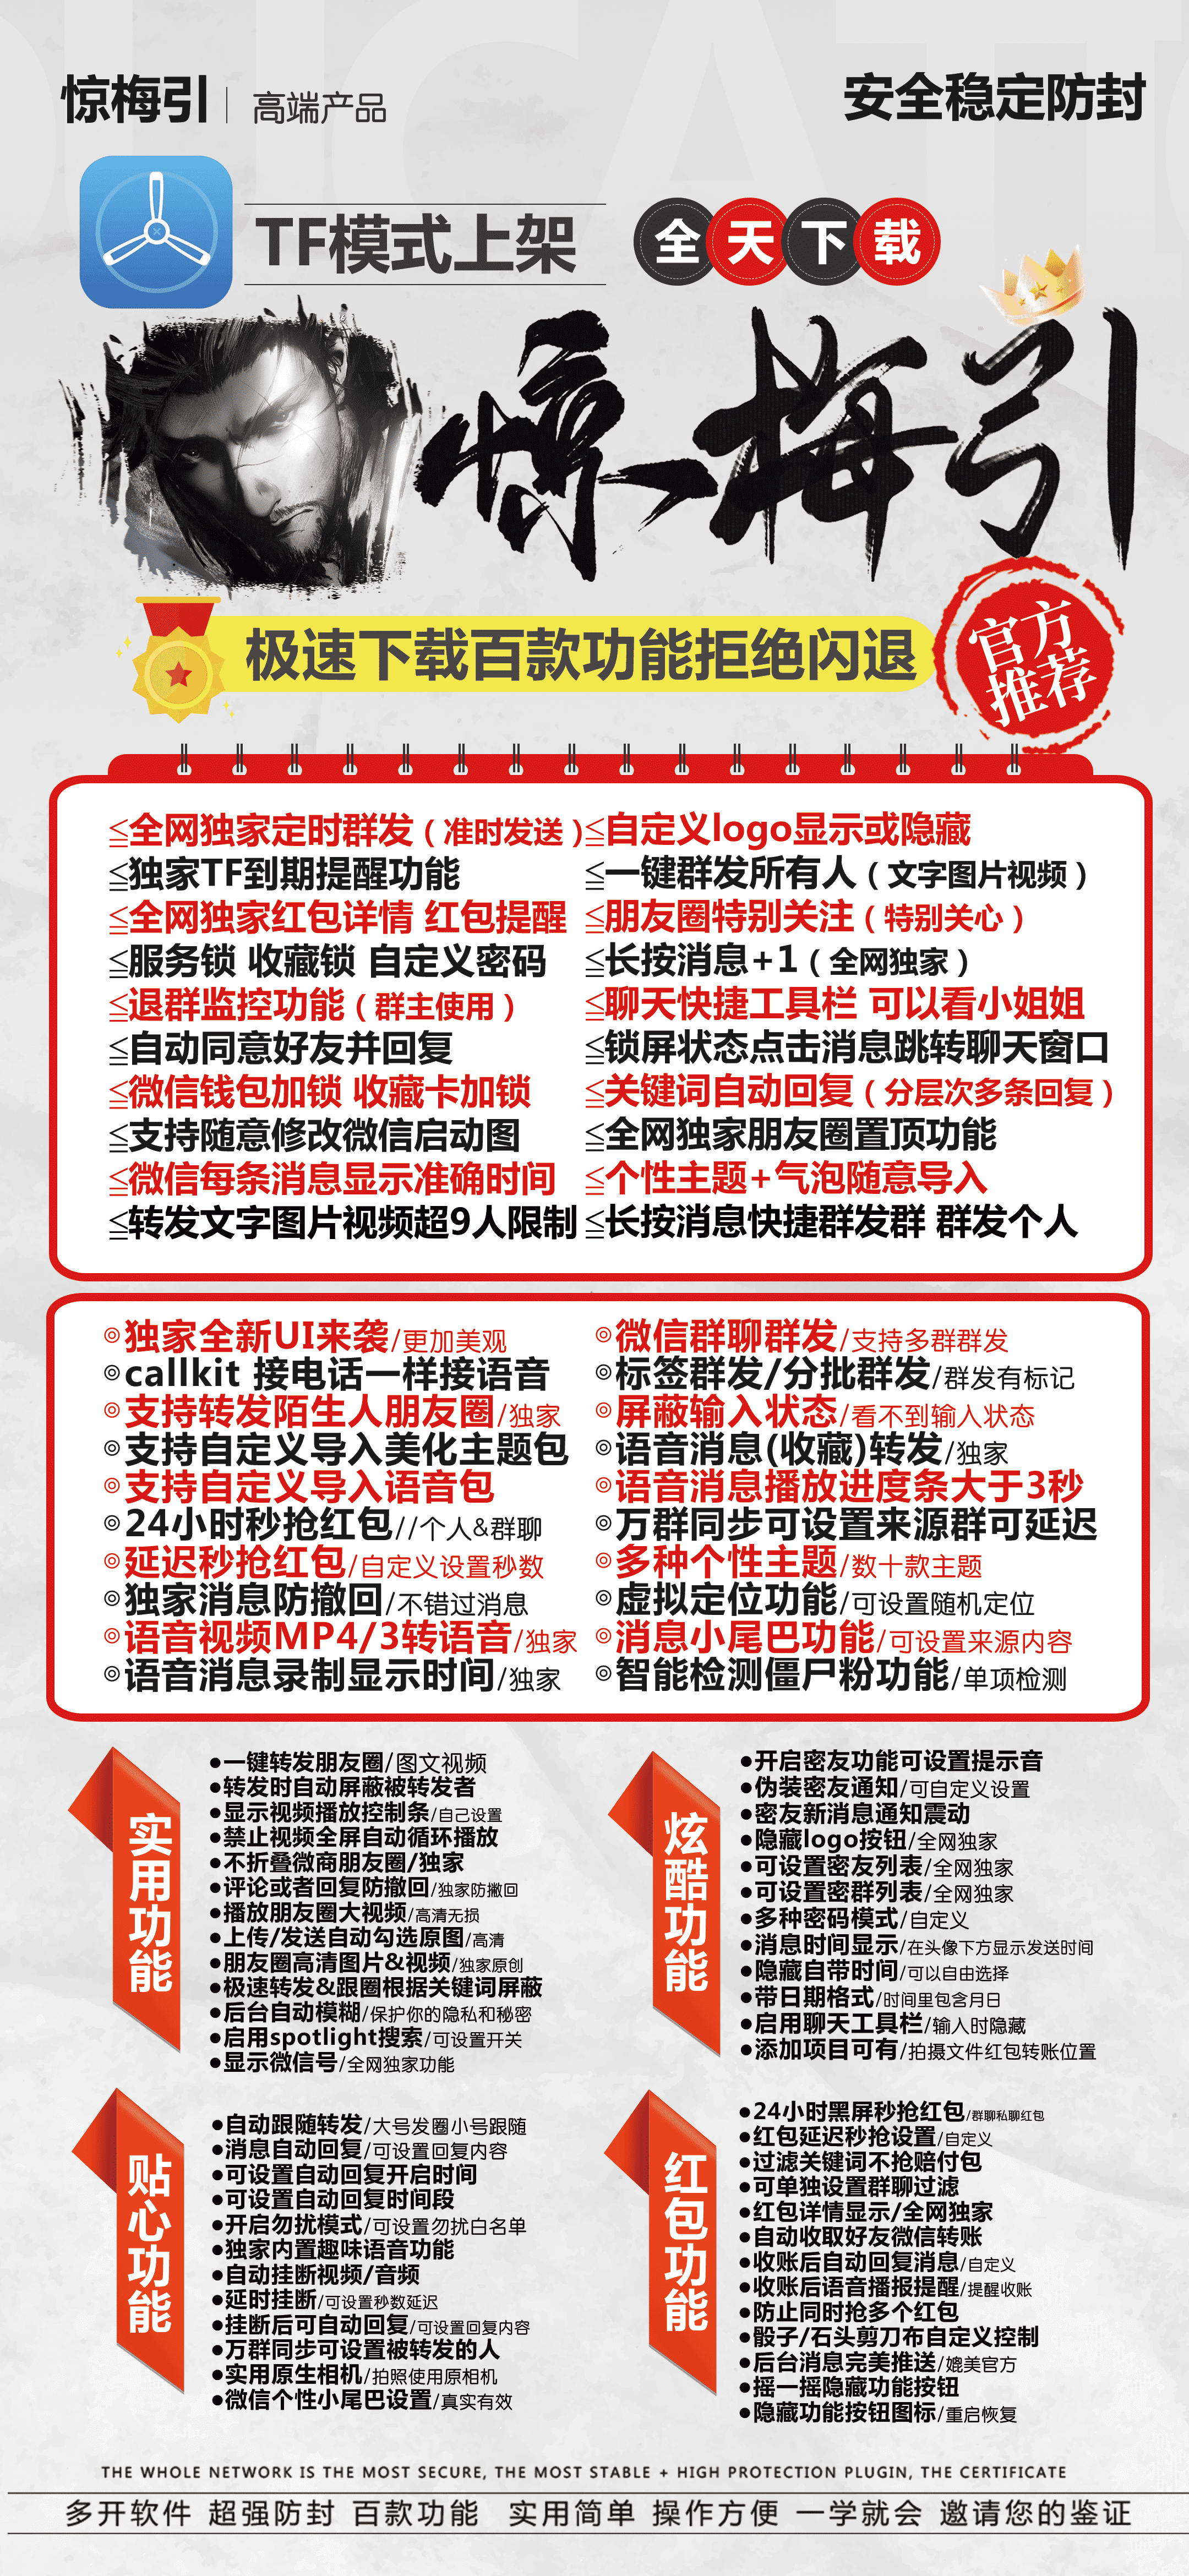 惊梅引 高端产品
安全稳定防封
TF模式上架
全天下载
惊梅引
极速下载百款功能拒绝闪退
官方
推荐
≤全网独家定时群发（准时发送）
≤独家TF到期提醒功能
≤全网独家红包详情 红包提醒
≤服务锁 收藏锁 自定义密码
≤退群监控功能（群主使用）
≤自动同意好友并回复
≤微信钱包加锁 收藏卡加锁
≤支持随意修改微信启动图
≤微信每条消息显示准确时间
≤转发文字图片视频超9人限制
≤自定义logo显示或隐藏
≤一键群发所有人（文字图片视频）
≤朋友圈特别关注（特别关心）
≤长按消息+1（全网独家）
≤聊天快捷工具栏 可以看小姐姐
≤锁屏状态点击消息跳转聊天窗口
≤关键词自动回复（分层次多条回复）
≤全网独家朋友圈置顶功能
≤个性主题+气泡随意导入
≤长按消息快捷群发群 群发个人
◎独家全新UI来袭/更加美观
◎callkit 接电话一样接语音
◎支持转发陌生人朋友圈/独家
◎支持自定义导入美化主题包
◎支持自定义导入语音包
◎24小时秒抢红包//个人&群聊
◎延迟秒抢红包/自定义设置秒数
◎独家消息防撤回/不错过消息
◎语音视频MP4/3转语音/独家
◎语音消息录制显示时间/独家
◎微信群聊群发/支持多群群发
◎标签群发/分批群发/群发有标记
◎屏蔽输入状态/看不到输入状态
◎语音消息(收藏)转发/独家
◎语音消息播放进度条大于3秒
◎万群同步可设置来源群可延迟
◎多种个性主题/数十款主题
◎虚拟定位功能/可设置随机定位
◎消息小尾巴功能/可设置来源内容
◎智能检测僵尸粉功能/单项检测
实用功能
●一键转发朋友圈/图文视频
●转发时自动屏蔽被转发者
●显示视频播放控制条/自己设置
●禁止视频全屏自动循环播放
●不折叠微商朋友圈/独家
●评论或者回复防撤回/独家防撇回
●播放朋友圈大视频/高清无损
●上传/发送自动勾选原图/高清
●朋友圈高清图片&视频/独家原创
●极速转发&跟圈根据关键词屏蔽
●后台自动模糊/保护你的隐私和秘密
●启用spotlight搜索/可设置开关
●显示微信号/全网独家功能
炫酷功能
●开启密友功能可设置提示音
●伪装密友通知/可自定义设置
●密友新消息通知震动
●隐藏logo按钮/全网独家
●可设置密友列表/全网独家
●可设置密群列表/全网独家
●多种密码模式/自定义
●消息时间显示/在头像下方显示发送时间
●隐藏自带时间/可以自由选择
●带日期格式/时间里包含月日
●启用聊天工具栏/输入时隐藏
●添加项目可有/拍摄文件红包转账位置
贴心功能
●自动跟随转发/大号发圈小号跟随
●消息自动回复/可设置回复内容
●可设置自动回复开启时间
●可设置自动回复时间段
●开启勿扰模式/可设置勿扰白名单
●独家内置趣味语音功能
●自动挂断视频/音频
●延时挂断/可设置秒数延迟
●挂断后可自动回复/可设置回复内容
●万群同步可设置被转发的人
●实用原生相机/拍照使用原相机
●微信个性小尾巴设置/真实有效
红包功能
●24小时黑屏秒抢红包/群聊私聊红包
●红包延迟秒抢设置/自定义
●过滤关键词不抢赔付包
●可单独设置群聊过滤
●红包详情显示/全网独家
●自动收取好友微信转账
●收账后自动回复消息/自定义
●收账后语音播报提醒/提醒收账
●防止同时抢多个红包
●骰子/石头剪刀布自定义控制
●后台消息完美推送/媲美官方
●摇一摇隐藏功能按钮
●隐藏功能按钮图标/重启恢复
THE WHOLE NETWORK IS THE MOST SECURE, THE MOST STABLE + HIGH PROTECTION PLUGIN, THE CERTIFICATE
多开软件 超强防封 百款功能 实用简单 操作方便 一学就会 邀请您的鉴证